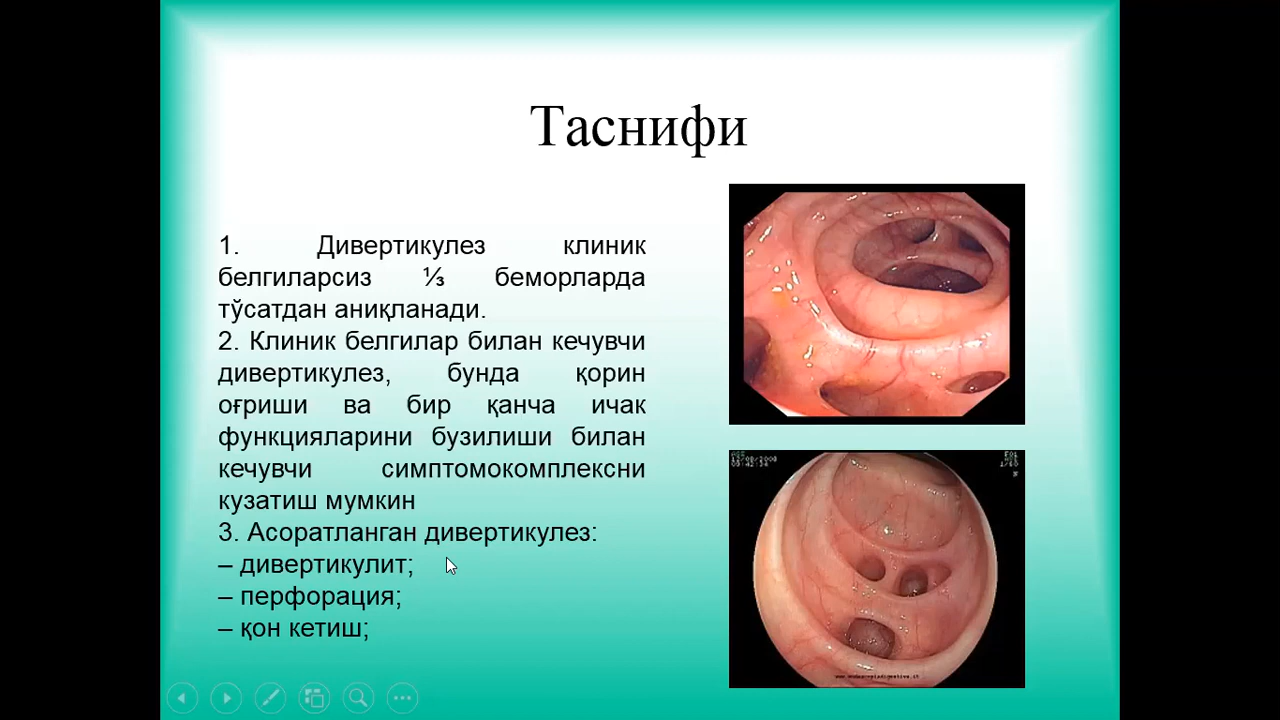 Таснифи
1. Дивертикулез клиник
белгиларсиз ⅓ беморларда
тўсатдан аниқланади.
2. Клиник белгилар билан кечувчи
дивертикулез, бунда қорин
оғриши ва бир қанча ичак
функцияларини бузилиши билан
кечувчи симптомокомплексни
кузатиш мумкин
3. Асоратланган дивертикулез:
– дивертикулит;
– перфорация;
– қон кетиш;